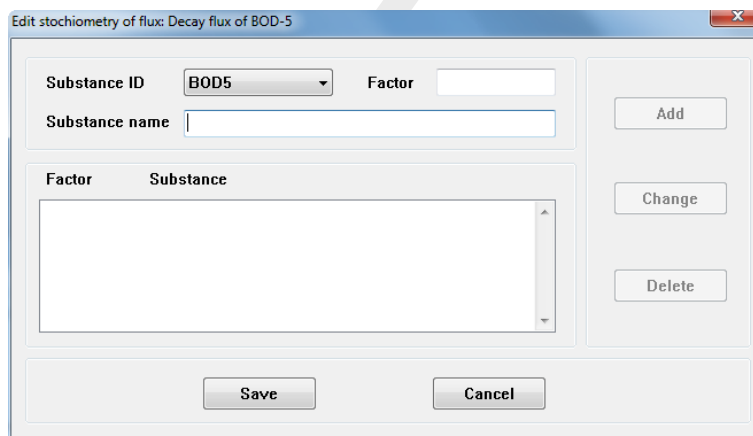 Edit stochiometry of flux: Decay flux of BOD-5
Substance ID BOD5 Factor
Substance name
Add
Factor Substance
Change
Delete
Save Cancel